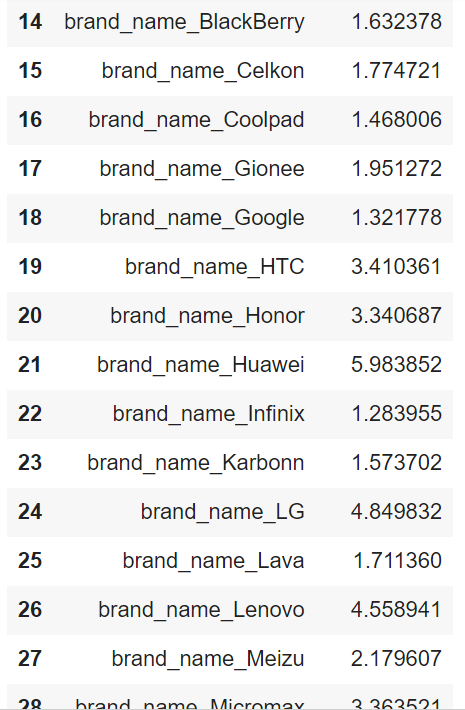 14 brand_name_BlackBerry 1.632378
15 brand_name_Celkon 1.774721
16 brand_name_Coolpad 1.468006
17 brand_name_Gionee 1.951272
18 brand_name_Google 1.321778
19 brand_name_HTC 3.410361
20 brand_name_Honor 3.340687
21 brand_name_Huawei 5.983852
22 brand_name_Infinix 1.283955
23 brand_name_Karbonn 1.573702
24 brand_name_LG 4.849832
25 brand_name_Lava 1.711360
26 brand_name_Lenovo 4.558941
27 brand_name_Meizu 2.179607
28 brand_name_Micromax 3.363521